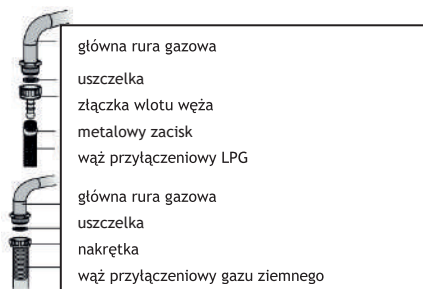 główna rura gazowa
uszczelka
złączka wlotu węża
metalowy zacisk
wąż przyłączeniowy LPG
główna rura gazowa
uszczelka
nakrętka
wąż przyłączeniowy gazu ziemnego